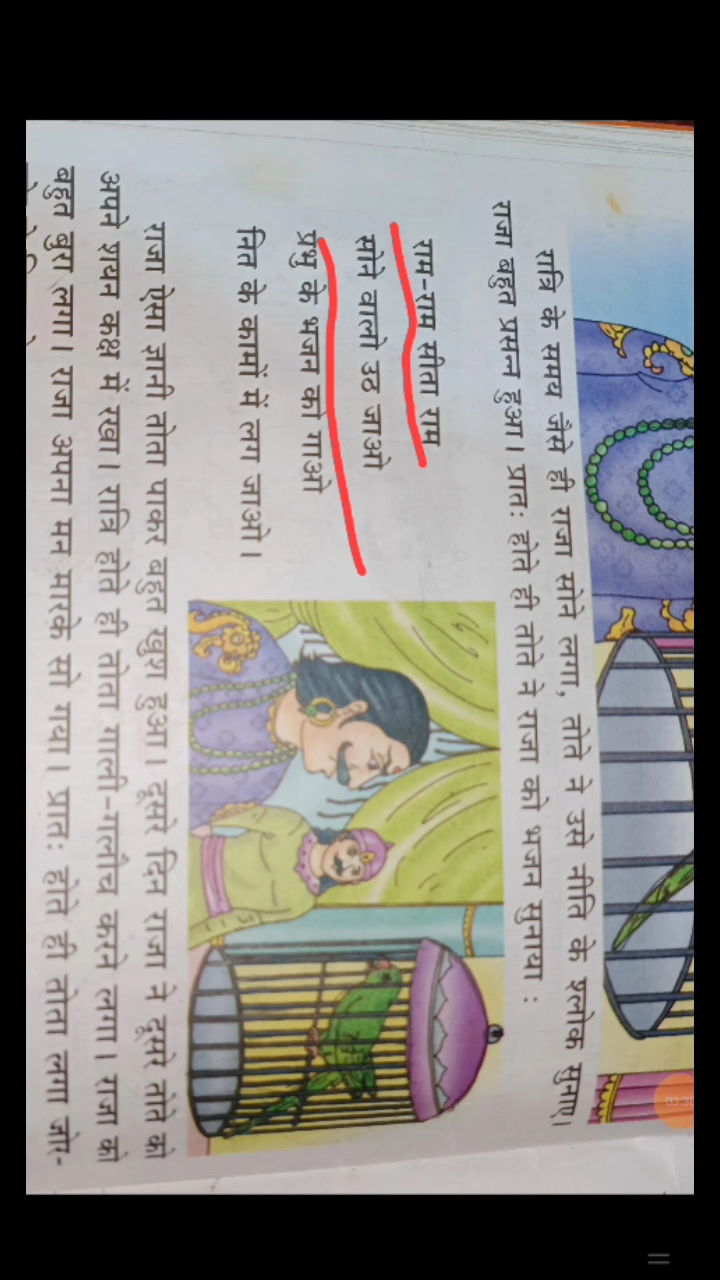 रात्रि के समय जैसे ही राजा सोने लगा, तोते ने उसे नीति के श्लोक सुनाए।
राजा बहुत प्रसन्न हुआ। प्रातः होते ही तोते ने राजा को भजन सुनाया :
राम-राम सीता राम
सोने वालो उठ जाओ
प्रभु के भजन को गाओ
नित के कामों में लग जाओ।
राजा ऐसा ज्ञानी तोता पाकर बहुत खुश हुआ। दूसरे दिन राजा ने दूसरे तोते को
अपने शयन कक्ष में रखा। रात्रि होते ही तोता गाली-गलौच करने लगा। राजा को
बहुत बुरा लगा। राजा अपना मन मारके सो गया। प्रातः होते ही तोता लगा जोर-